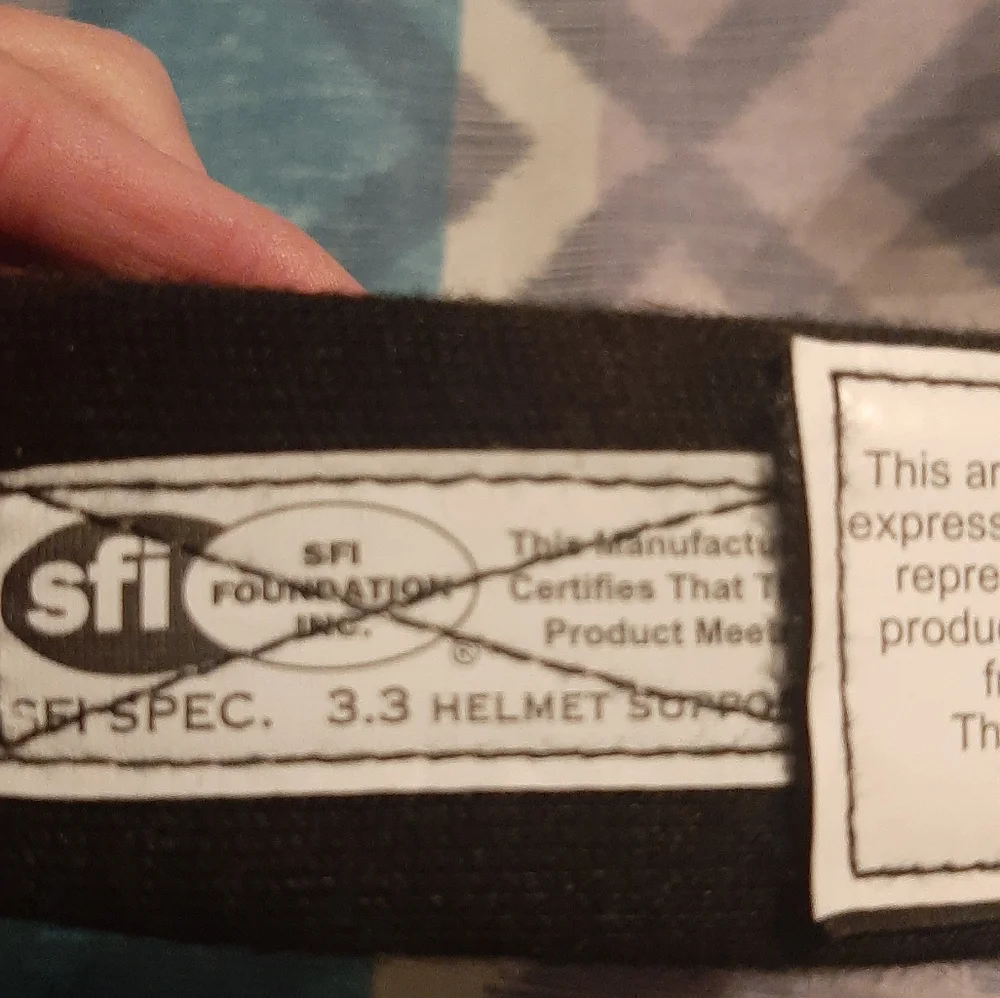 sfi
SFI
FOUNDATION
INC.
®
This Manufactu
Certifies That T
Product Meet
SFI SPEC. 3.3 HELMET SUPPO
This ar
express
repre
produc
f
Th